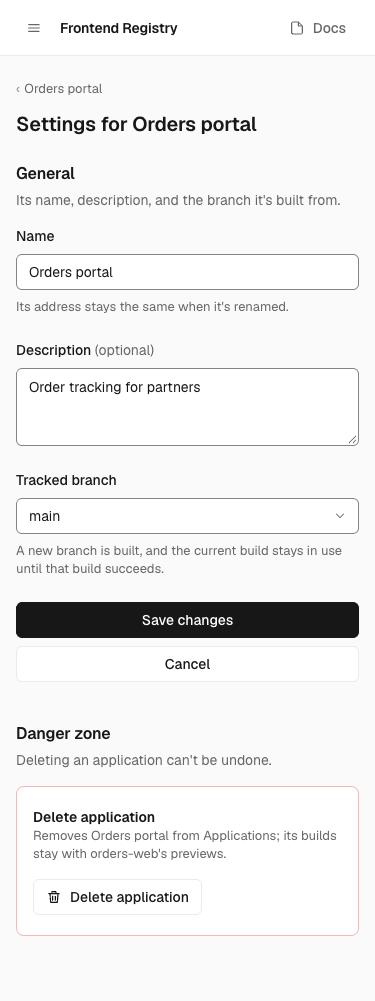 Frontend Registry
Docs
‹ Orders portal
Settings for Orders portal
General
Its name, description, and the branch it's built from.
Name
Orders portal
Its address stays the same when it's renamed.
Description (optional)
Order tracking for partners
Tracked branch
main
A new branch is built, and the current build stays in use
until that build succeeds.
Save changes
Cancel
Danger zone
Deleting an application can't be undone.
Delete application
Removes Orders portal from Applications; its builds
stay with orders-web's previews.
Delete application